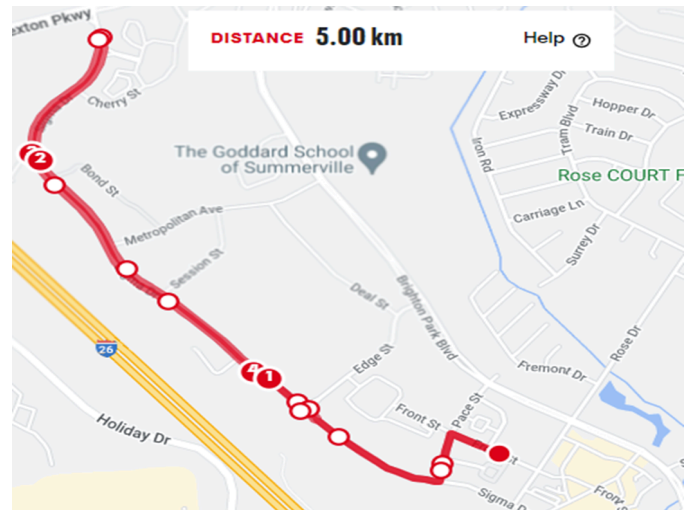 exton Pkwy
DISTANCE 5.00 km
Help ?
Cherry St
Expressway Dr
Hopper Dr
Tram Blvd
Train Dr
Iron Rd
The Goddard School
of Summerville
2
Bond St
Rose COURT F
Carriage Ln
Metropolitan Ave
Surrey Dr
Session St
Deal St
Brighton Park Blvd
Rose Dr
26
1
Edge St
Fremont Dr
Pace St
Front St
Holiday Dr
St
Sigma D
Front S